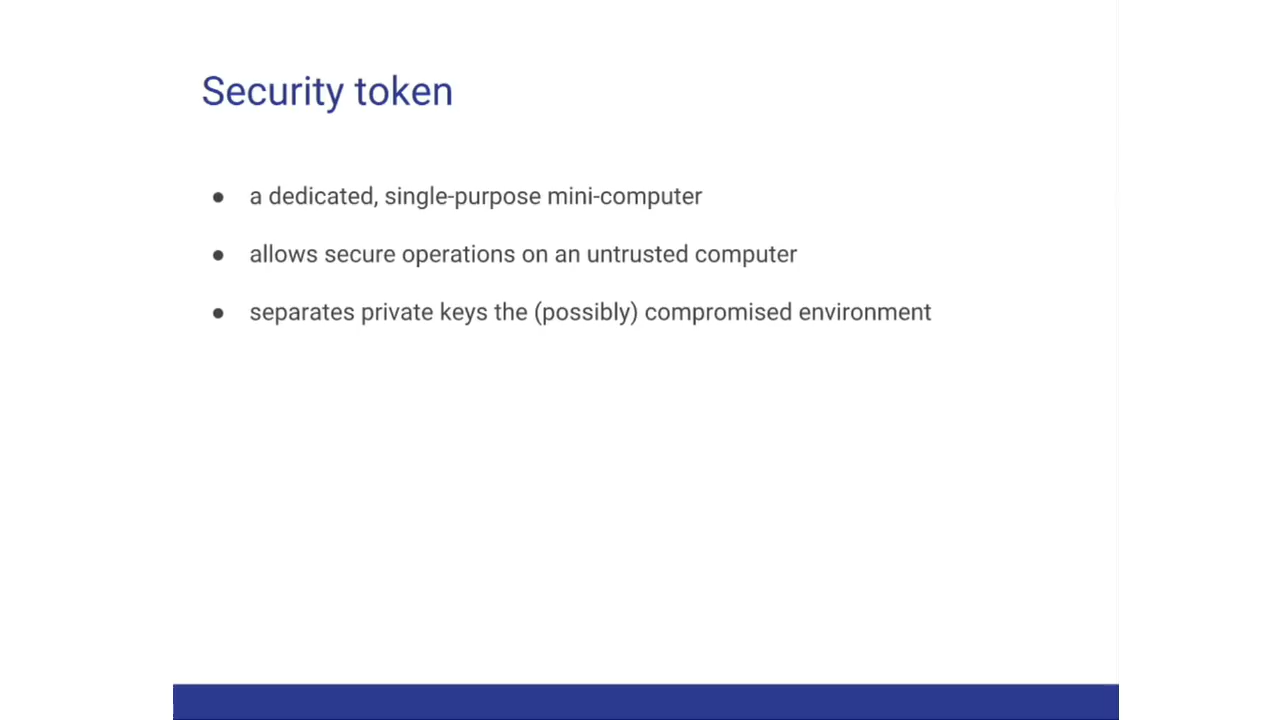 Security token
● a dedicated, single-purpose mini-computer
● allows secure operations on an untrusted computer
● separates private keys the (possibly) compromised environment